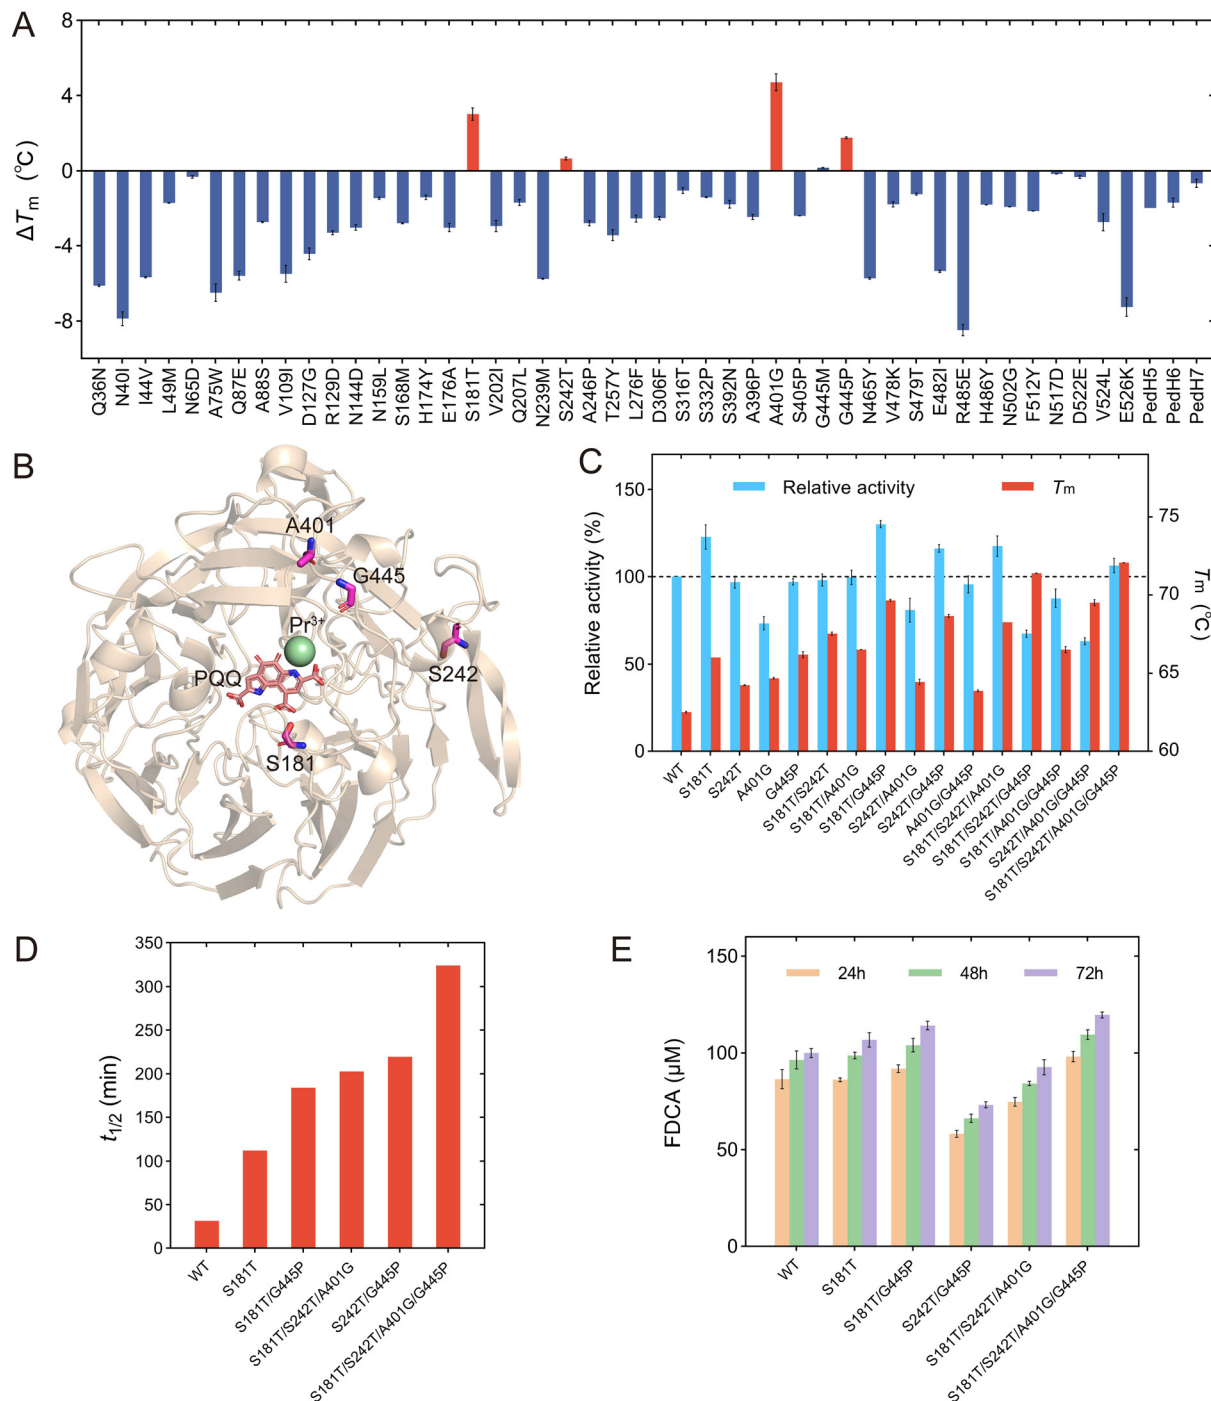 A
8
4
0
-4
-8
ΔTm (°C)
Q36N
N40I
I44V
L49M
N65D
A75W
Q87E
A88S
V109I
D127G
R129D
N144D
N159L
S168M
H174Y
E176A
S181T
V202I
Q207L
N239M
S242T
A246P
T257Y
L276F
D306F
S316T
S332P
S392N
A396P
A401G
S405P
G445M
G445P
N465Y
V478K
S479T
E482I
R485E
H486Y
N502G
F512Y
N517D
D522E
V524L
E526K
PedH5
PedH6
PedH7
B
A401
G445
Pr3+
S242
PQQ
S181
C
Relative activity
Tm
150
100
50
0
Relative activity (%)
75
70
65
60
Tm (°C)
WT
S181T
S242T
A401G
G445P
S181T/S242T
S181T/A401G
S181T/G445P
S242T/A401G
S242T/G445P
A401G/G445P
S181T/S242T/A401G
S181T/S242T/G445P
S181T/A401G/G445P
S242T/A401G/G445P
S181T/S242T/A401G/G445P
D
350
300
250
200
150
100
50
0
t1/2 (min)
WT
S181T
S181T/G445P
S181T/S242T/A401G
S242T/G445P
S181T/S242T/A401G/G445P
E
24h
48h
72h
150
100
50
0
FDCA (μM)
WT
S181T
S181T/G445P
S242T/G445P
S181T/S242T/A401G
S181T/S242T/A401G/G445P